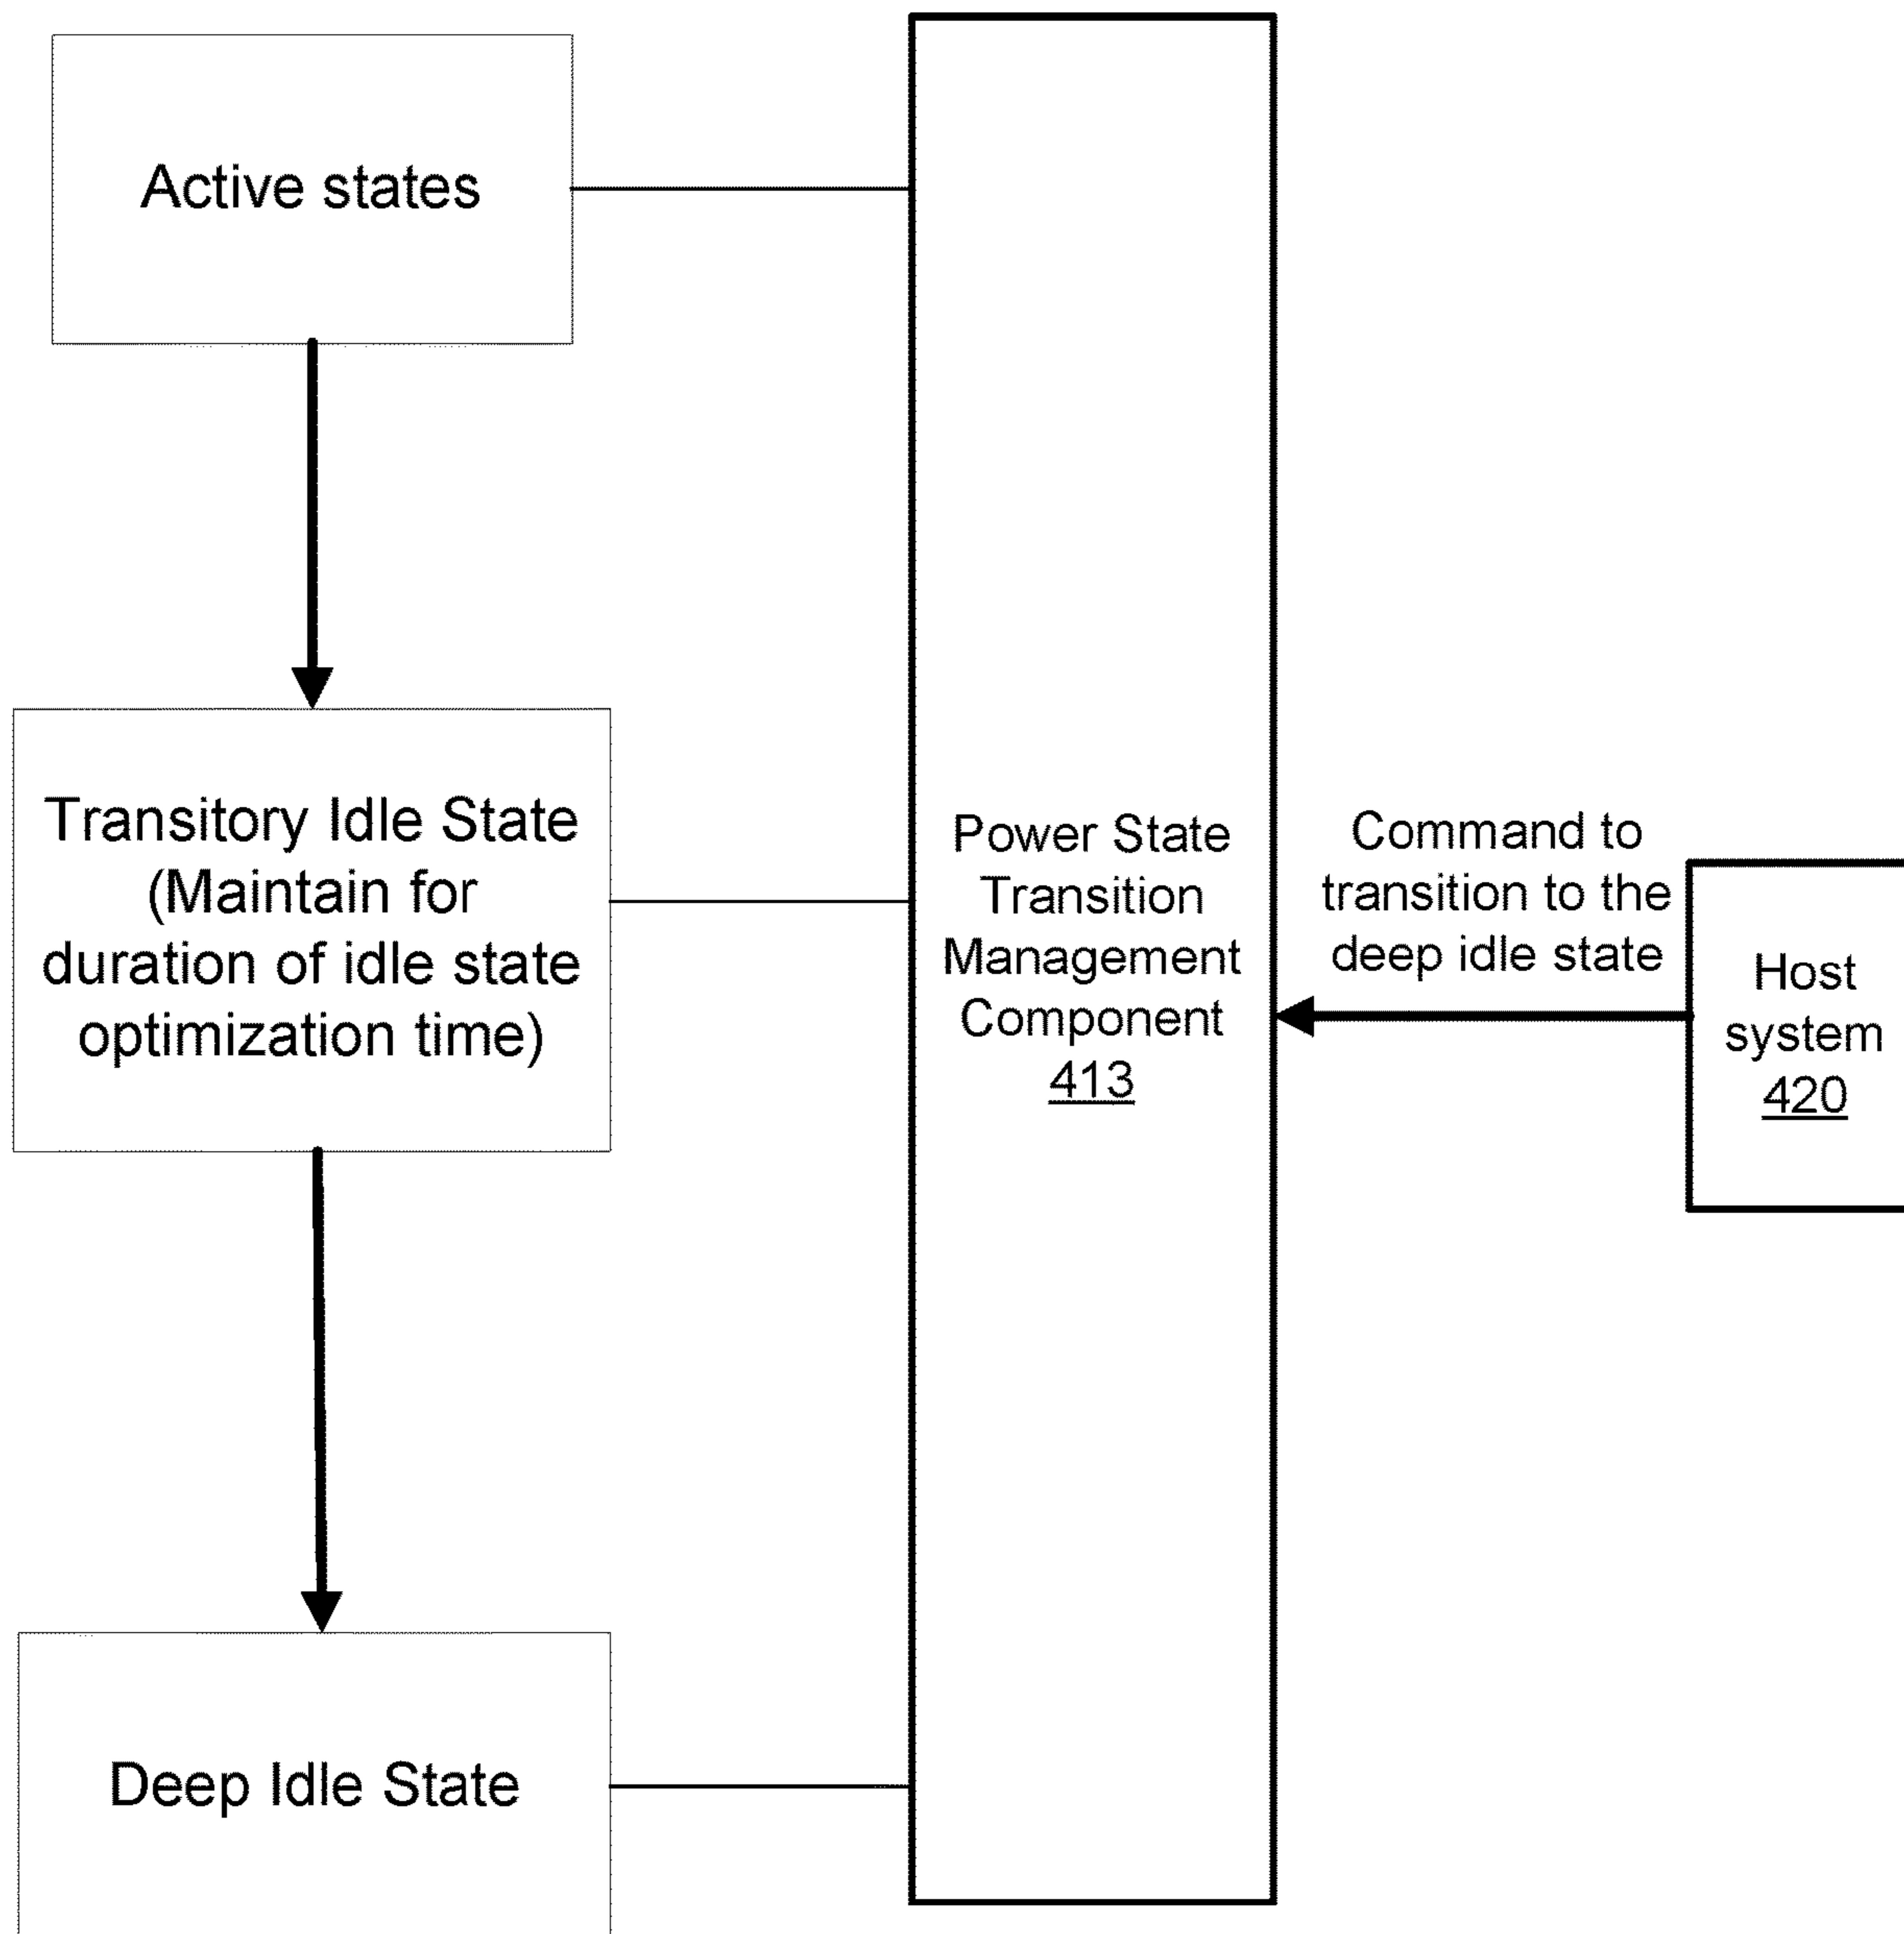 Active states
Transitory Idle State
(Maintain for
duration of idle state
optimization time)
Deep Idle State
Power State
Transition
Management
Component
413
Command to
transition to the
deep idle state
Host
system
420